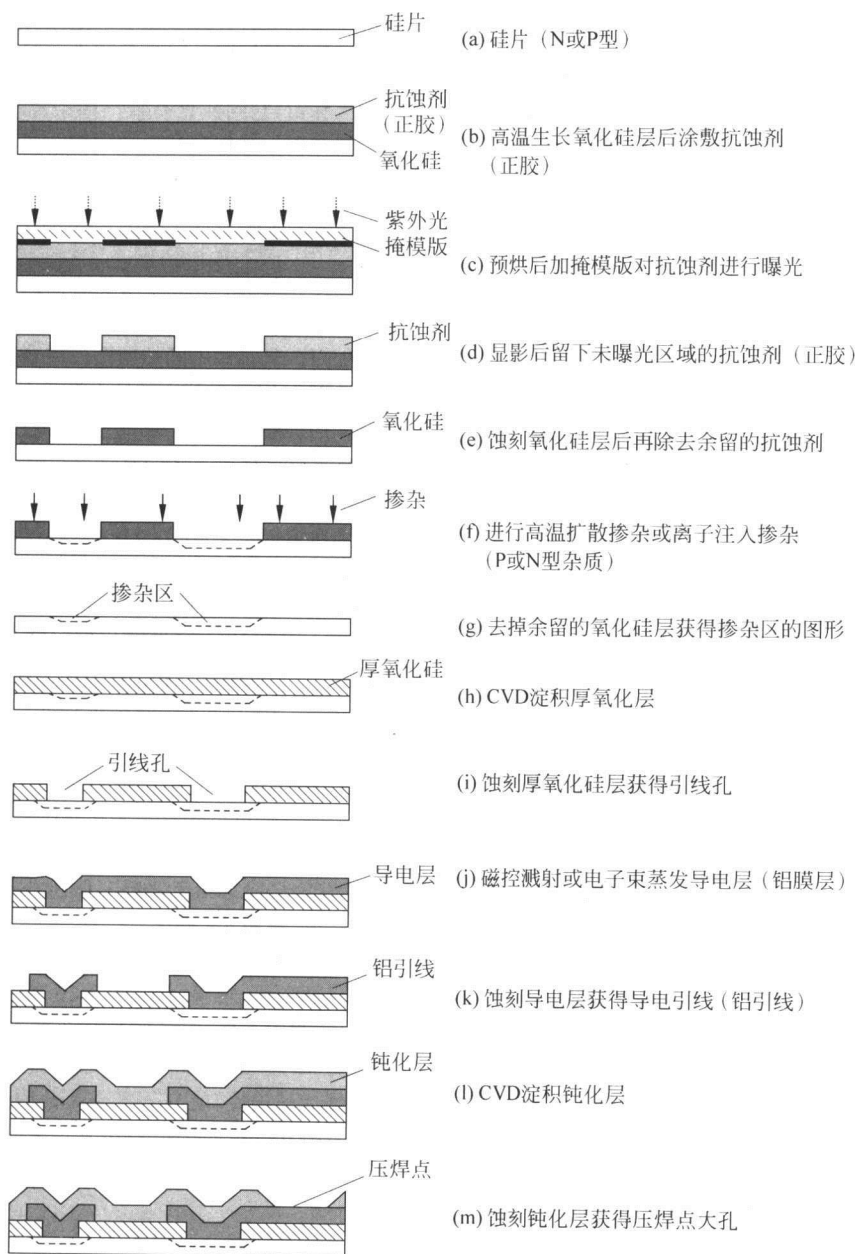 硅片
(a) 硅片（N或P型）
抗蚀剂
（正胶）
氧化硅
(b) 高温生长氧化硅层后涂敷抗蚀剂
（正胶）
紫外光
掩模版
(c) 预烘后加掩模版对抗蚀剂进行曝光
抗蚀剂
(d) 显影后留下未曝光区域的抗蚀剂（正胶）
氧化硅
(e) 蚀刻氧化硅层后再除去余留的抗蚀剂
掺杂
(f) 进行高温扩散掺杂或离子注入掺杂
（P或N型杂质）
掺杂区
(g) 去掉余留的氧化硅层获得掺杂区的图形
厚氧化硅
(h) CVD淀积厚氧化层
引线孔
(i) 蚀刻厚氧化硅层获得引线孔
导电层
(j) 磁控溅射或电子束蒸发导电层（铝膜层）
铝引线
(k) 蚀刻导电层获得导电引线（铝引线）
钝化层
(l) CVD淀积钝化层
压焊点
(m) 蚀刻钝化层获得压焊点大孔